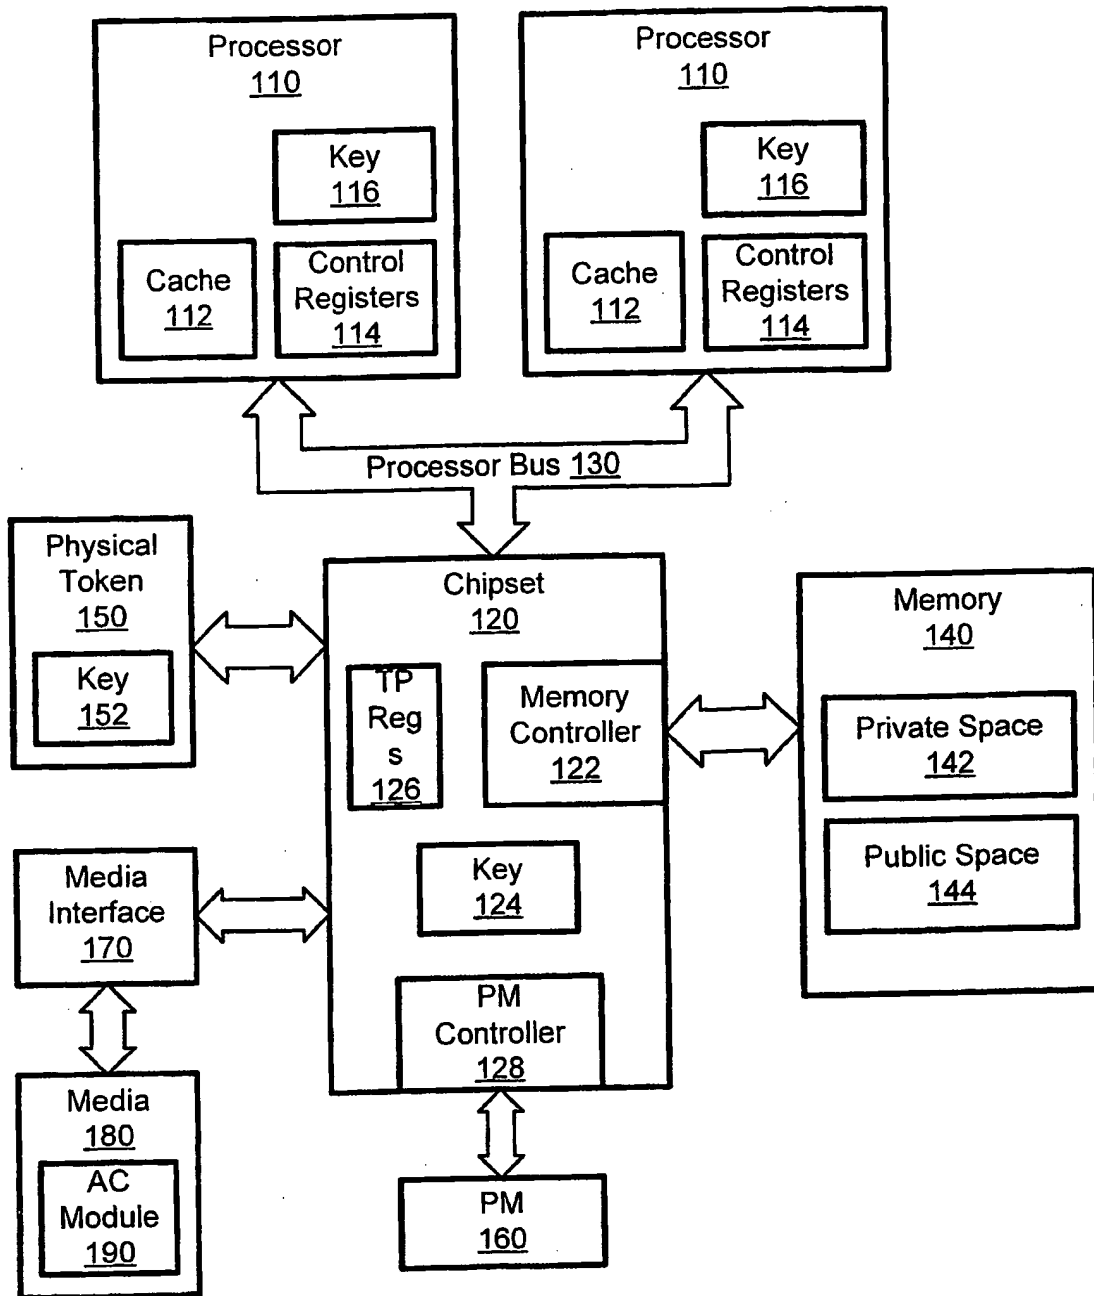 Processor
110
Key
116
Cache
112
Control
Registers
114
Processor
110
Key
116
Cache
112
Control
Registers
114
Processor Bus 130
Physical
Token
150
Key
152
Chipset
120
TP
Reg
s
126
Memory
Controller
122
Key
124
PM
Controller
128
Memory
140
Private Space
142
Public Space
144
Media
Interface
170
Media
180
AC
Module
190
PM
160